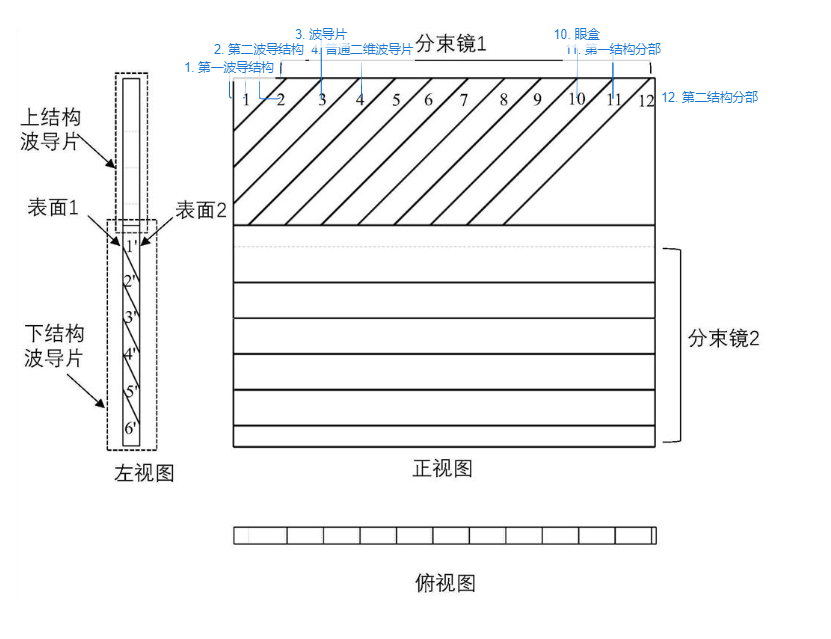 3. 波导片
10. 眼盒
分束镜1
2. 第二波导结构
4. 普通二维波导片
11. 第一结构分部
1. 第一波导结构
1 2 3 4 5 6 7 8 9 10 11 12
12. 第二结构分部
上结构
波导片
表面1
表面2
1'
2'
3'
4'
5'
6'
下结构
波导片
分束镜2
左视图
正视图
俯视图